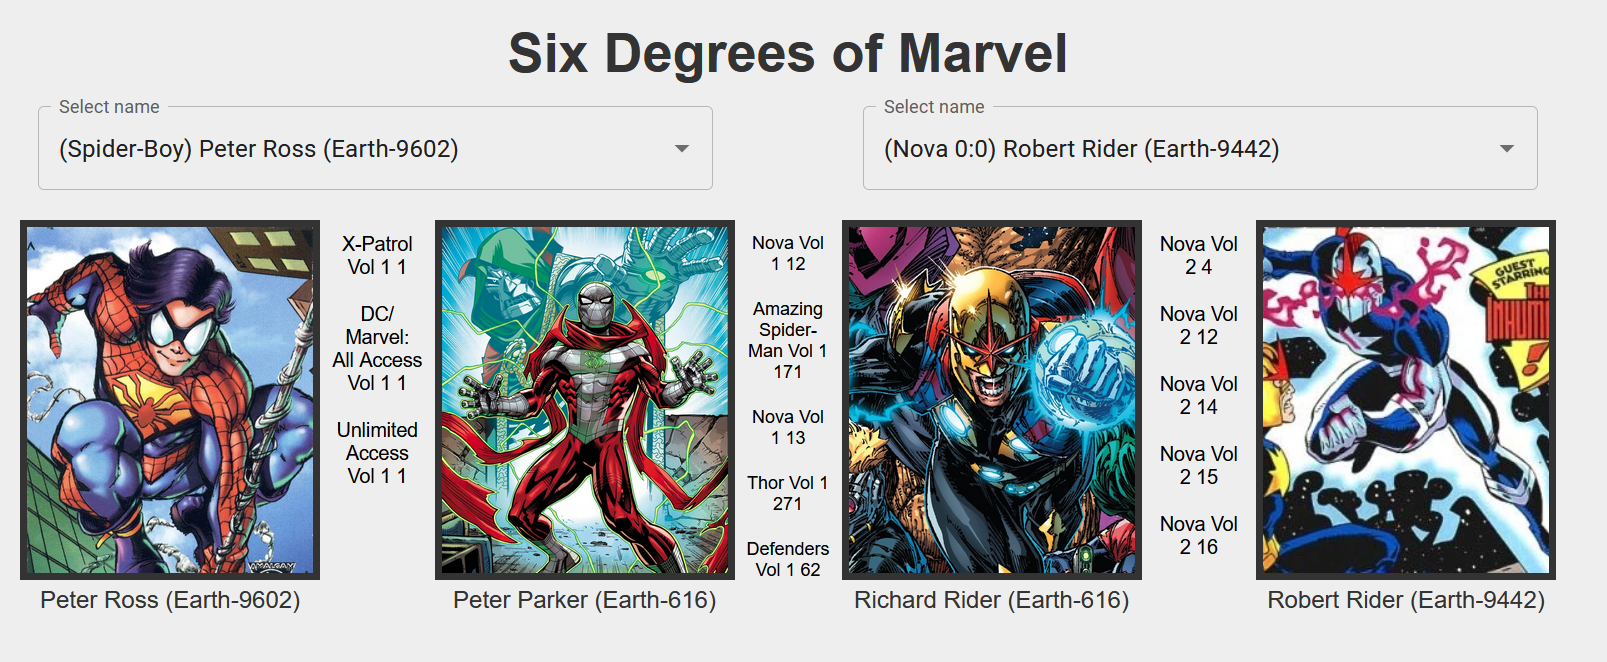 Six Degrees of Marvel
Select name
(Spider-Boy) Peter Ross (Earth-9602)
Select name
(Nova 0:0) Robert Rider (Earth-9442)
X-Patrol
Vol 1 1
DC/
Marvel:
All Access
Vol 1 1
Unlimited
Access
Vol 1 1
AMALGAM
Nova Vol
1 12
Amazing
Spider-
Man Vol 1
171
Nova Vol
1 13
Thor Vol 1
271
Defenders
Vol 1 62
Nova Vol
2 4
Nova Vol
2 12
Nova Vol
2 14
Nova Vol
2 15
Nova Vol
2 16
GUEST
STARRING
Peter Ross (Earth-9602)
Peter Parker (Earth-616)
Richard Rider (Earth-616)
Robert Rider (Earth-9442)